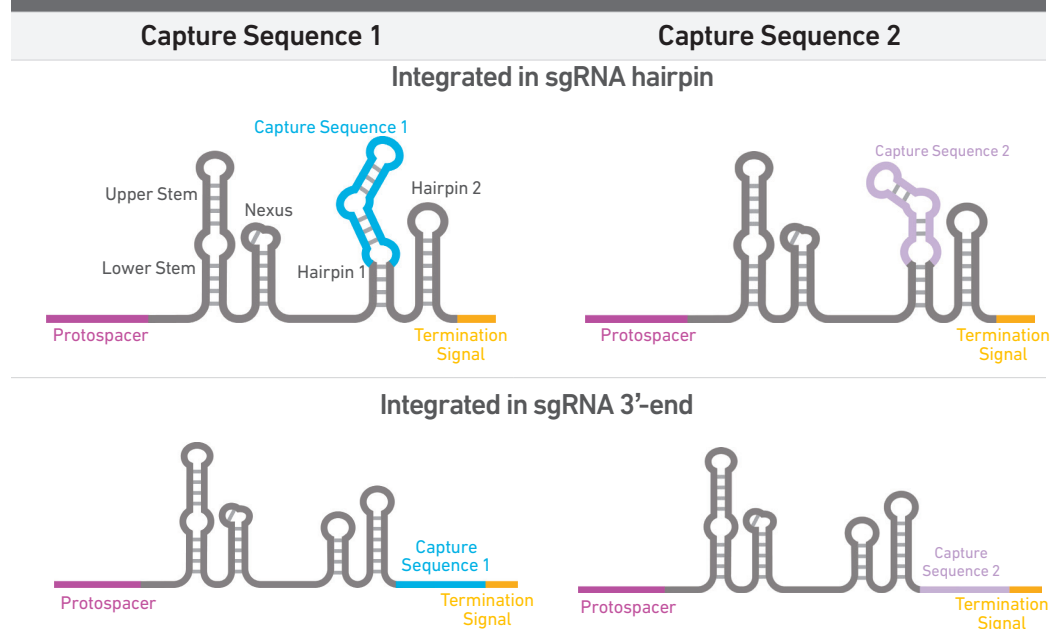 Capture Sequence 1
Capture Sequence 2
Integrated in sgRNA hairpin
Capture Sequence 1
Upper Stem
Nexus
Hairpin 2
Lower Stem
Hairpin 1
Protospacer
Termination
Signal
Capture Sequence 2
Protospacer
Termination
Signal
Integrated in sgRNA 3’-end
Capture
Sequence 1
Protospacer
Termination
Signal
Capture
Sequence 2
Protospacer
Termination
Signal